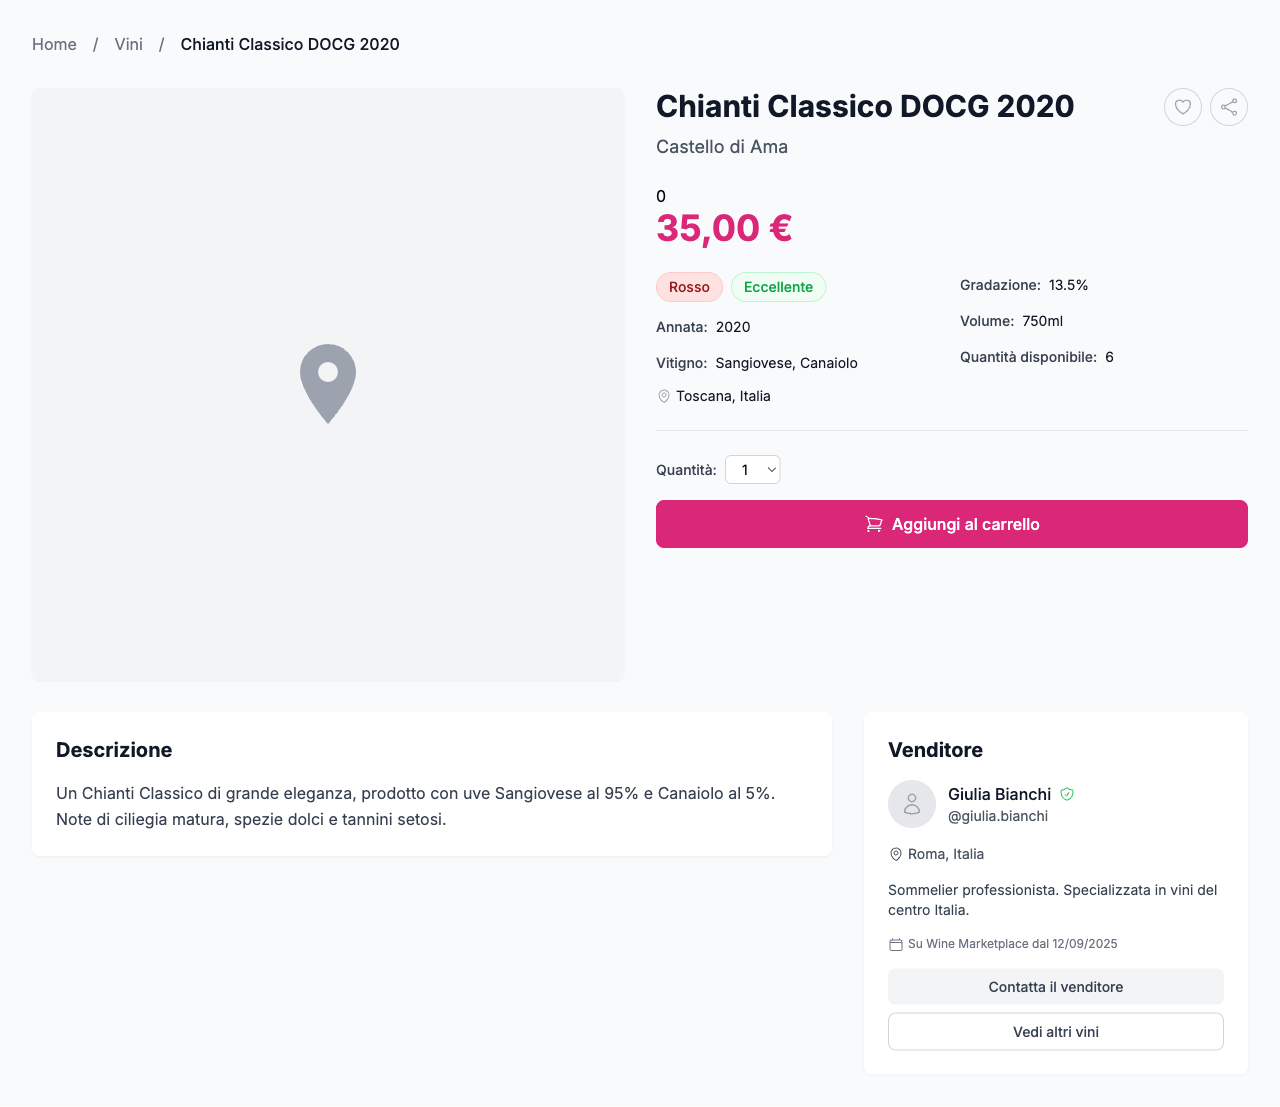 Home / Vini / Chianti Classico DOCG 2020
Chianti Classico DOCG 2020
Castello di Ama
0
35,00 €
Rosso
Eccellente
Annata: 2020
Vitigno: Sangiovese, Canaiolo
Toscana, Italia
Gradazione: 13.5%
Volume: 750ml
Quantità disponibile: 6
Quantità: 1
Aggiungi al carrello
Descrizione
Un Chianti Classico di grande eleganza, prodotto con uve Sangiovese al 95% e Canaiolo al 5%.
Note di ciliegia matura, spezie dolci e tannini setosi.
Venditore
Giulia Bianchi
@giulia.bianchi
Roma, Italia
Sommelier professionista. Specializzata in vini del
centro Italia.
Su Wine Marketplace dal 12/09/2025
Contatta il venditore
Vedi altri vini